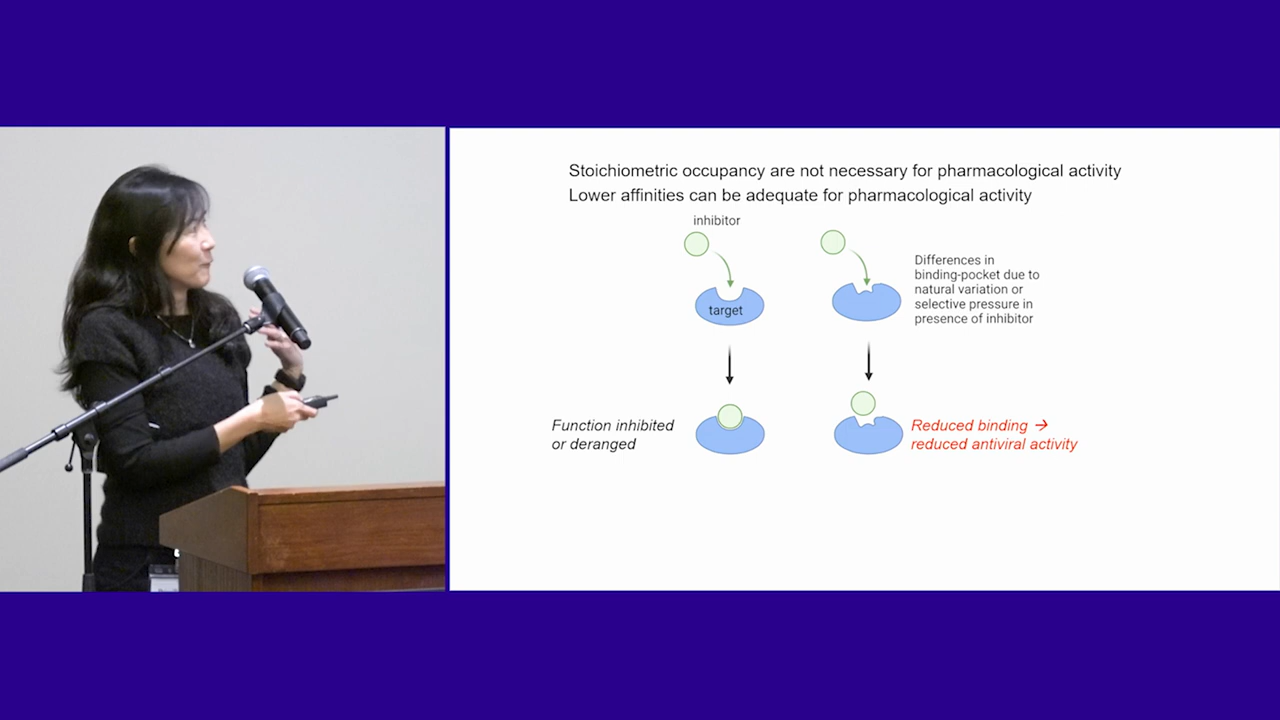 Stoichiometric occupancy are not necessary for pharmacological activity
Lower affinities can be adequate for pharmacological activity
inhibitor
target
Differences in
binding-pocket due to
natural variation or
selective pressure in
presence of inhibitor
Function inhibited
or deranged
Reduced binding →
reduced antiviral activity